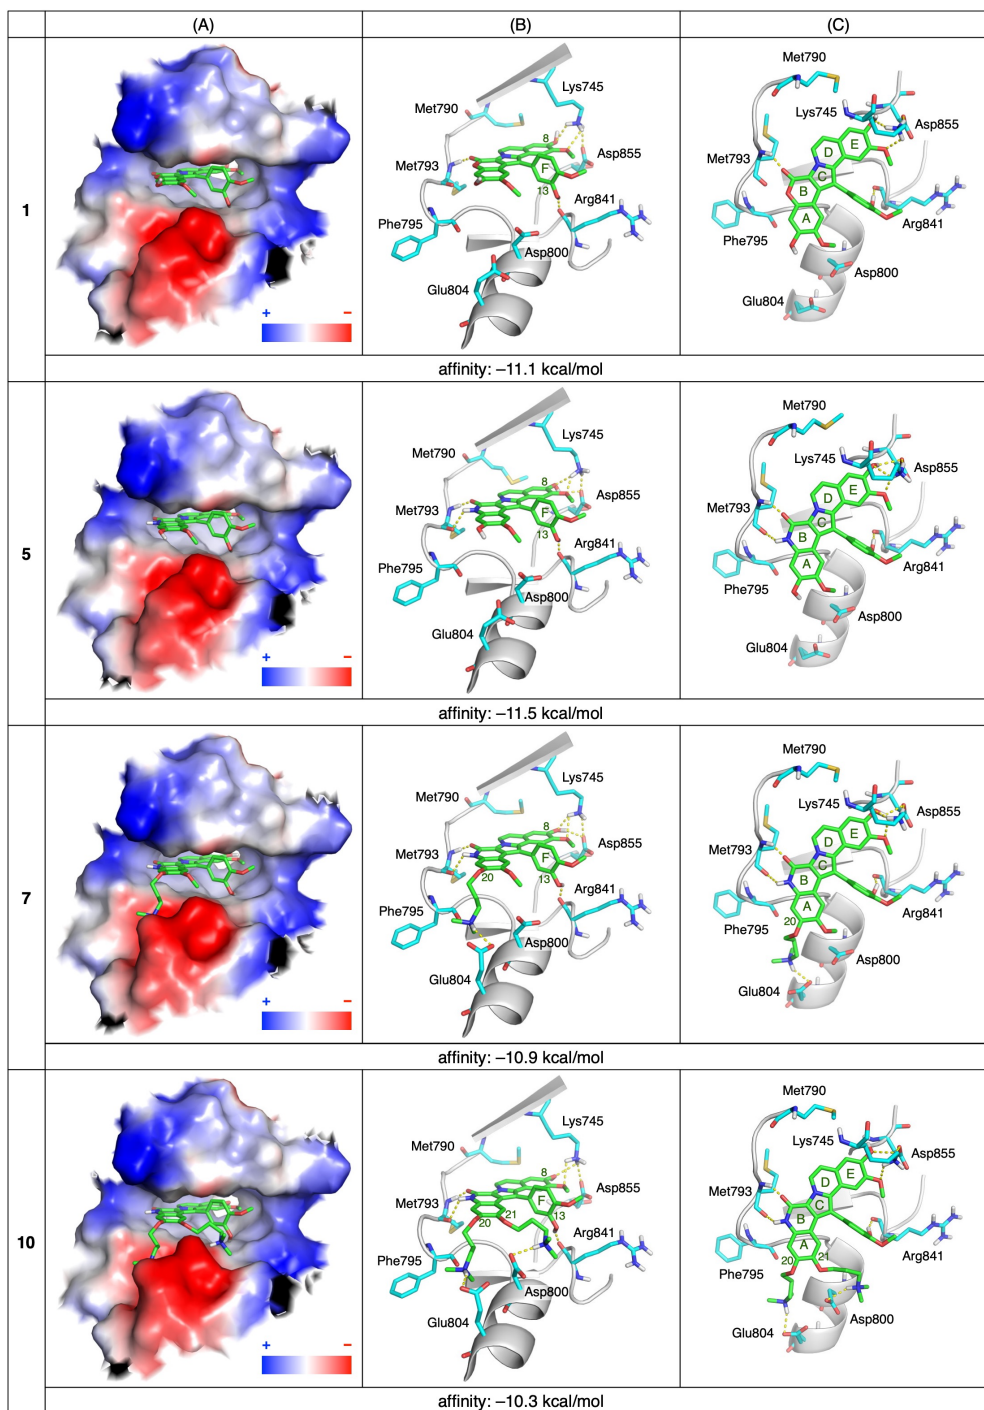 (A) (B) (C)
1
+ −
Met790 Lys745
8
Met793 F Asp855
13
Phe795 Arg841
Asp800
Glu804
Met790
Lys745 Asp855
E
D
Met793 C
B
A
Phe795 Arg841
Asp800
Glu804
affinity: −11.1 kcal/mol
5
+ −
Met790 Lys745
8
Met793 F Asp855
13
Phe795 Arg841
Asp800
Glu804
Met790
Lys745 Asp855
E
D
Met793 C
B
A
Phe795 Arg841
Asp800
Glu804
affinity: −11.5 kcal/mol
7
+ −
Met790 Lys745
8
Met793 F Asp855
20 13
Phe795 Arg841
Asp800
Glu804
Met790
Lys745 Asp855
E
D
Met793 C
B
A
20
Phe795 Arg841
Asp800
Glu804
affinity: −10.9 kcal/mol
10
+ −
Met790 Lys745
8
Met793 F Asp855
20 21 13
Phe795 Arg841
Asp800
Glu804
Met790
Lys745 Asp855
E
D
Met793 C
B
A
20 21
Phe795 Arg841
Asp800
Glu804
affinity: −10.3 kcal/mol